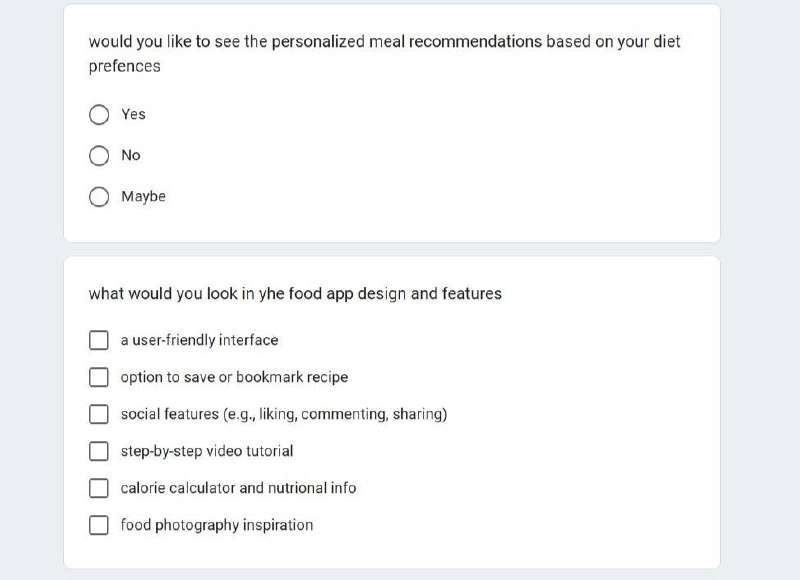 would you like to see the personalized meal recommendations based on your diet
prefences
Yes
No
Maybe
what would you look in yhe food app design and features
a user-friendly interface
option to save or bookmark recipe
social features (e.g., liking, commenting, sharing)
step-by-step video tutorial
calorie calculator and nutrional info
food photography inspiration